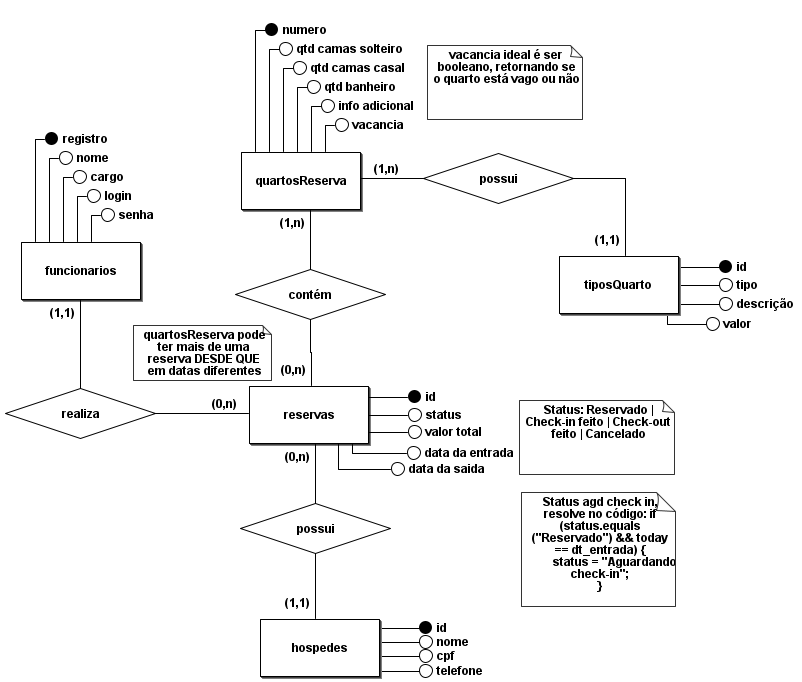 numero
qtd camas solteiro
qtd camas casal
qtd banheiro
info adicional
vacancia
vacancia ideal é ser
booleano, retornando se
o quarto está vago ou não
registro
nome
cargo
login
senha
quartosReserva
(1,n)
possui
(1,n)
(1,1)
funcionarios
(1,1)
tiposQuarto
id
tipo
descrição
valor
contém
quartosReserva pode
ter mais de uma
reserva DESDE QUE
em datas diferentes
(0,n)
realiza
(0,n)
reservas
id
status
valor total
data da entrada
data da saida
(0,n)
Status: Reservado |
Check-in feito | Check-out
feito | Cancelado
Status agd check in,
resolve no código: if
(status.equals
("Reservado") && today
== dt_entrada) {
status = "Aguardando
check-in";
}
possui
(1,1)
hospedes
id
nome
cpf
telefone